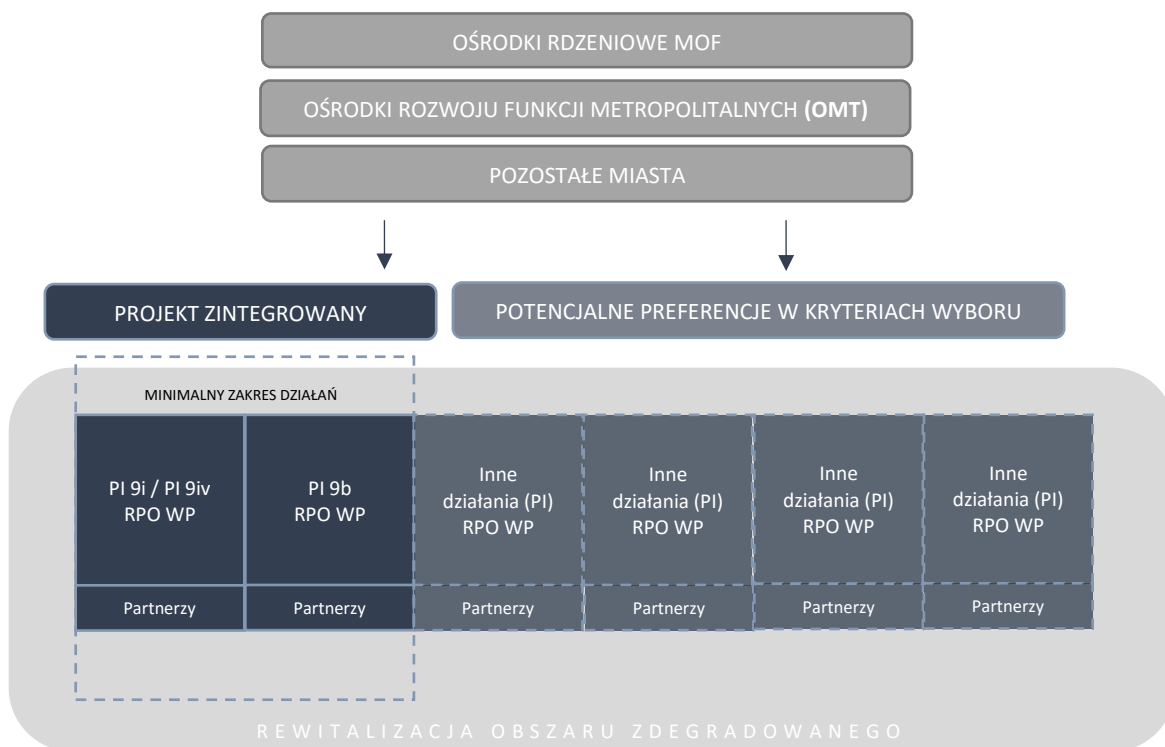 OŚRODKI RDZENIOWE MOF
OŚRODKI ROZWOJU FUNKCJI METROPOLITALNYCH (OMT)
POZOSTAŁE MIASTA
PROJEKT ZINTEGROWANY
POTENCJALNE PREFERENCJE W KRYTERIACH WYBORU
MINIMALNY ZAKRES DZIAŁAŃ
PI 9i / PI 9iv
RPO WP
PI 9b
RPO WP
Inne
działania (PI)
RPO WP
Inne
działania (PI)
RPO WP
Inne
działania (PI)
RPO WP
Inne
działania (PI)
RPO WP
Partnerzy
Partnerzy
Partnerzy
Partnerzy
Partnerzy
Partnerzy
REWITALIZACJA OBSZARU ZDEGRADOWANEGO